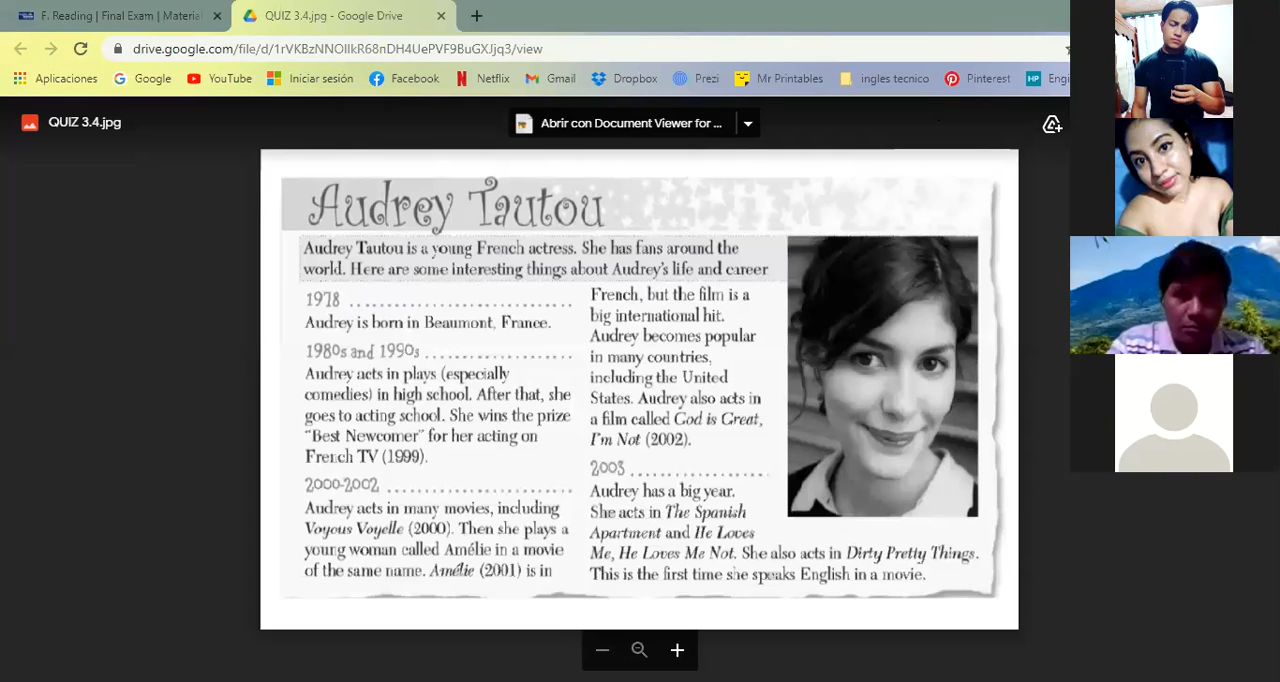 F. Reading | Final Exam | Material
QUIZ 3.4.jpg - Google Drive
drive.google.com/file/d/1rVKBzNNOIIkR68nDH4UePVF9BuGXJjq3/view
Aplicaciones
Google
YouTube
Iniciar sesión
Facebook
Netflix
Gmail
Dropbox
Prezi
Mr Printables
ingles tecnico
Pinterest
HP
Engi
QUIZ 3.4.jpg
Abrir con Document Viewer for ...
Audrey Tautou
Audrey Tautou is a young French actress. She has fans around the
world. Here are some interesting things about Audrey's life and career
1978
Audrey is born in Beaumont, France.
1980s and 1990s
Audrey acts in plays (especially
comedies) in high school. After that, she
goes to acting school. She wins the prize
"Best Newcomer" for her acting on
French TV (1999).
2000-2002
Audrey acts in many movies, including
Voyous Voyelle (2000). Then she plays a
young woman called Amélie in a movie
of the same name. Amélie (2001) is in
French, but the film is a
big international hit.
Audrey becomes popular
in many countries,
including the United
States. Audrey also acts in
a film called God is Great,
I'm Not (2002).
2003
Audrey has a big year.
She acts in The Spanish
Apartment and He Loves
Me, He Loves Me Not. She also acts in Dirty Pretty Things.
This is the first time she speaks English in a movie.